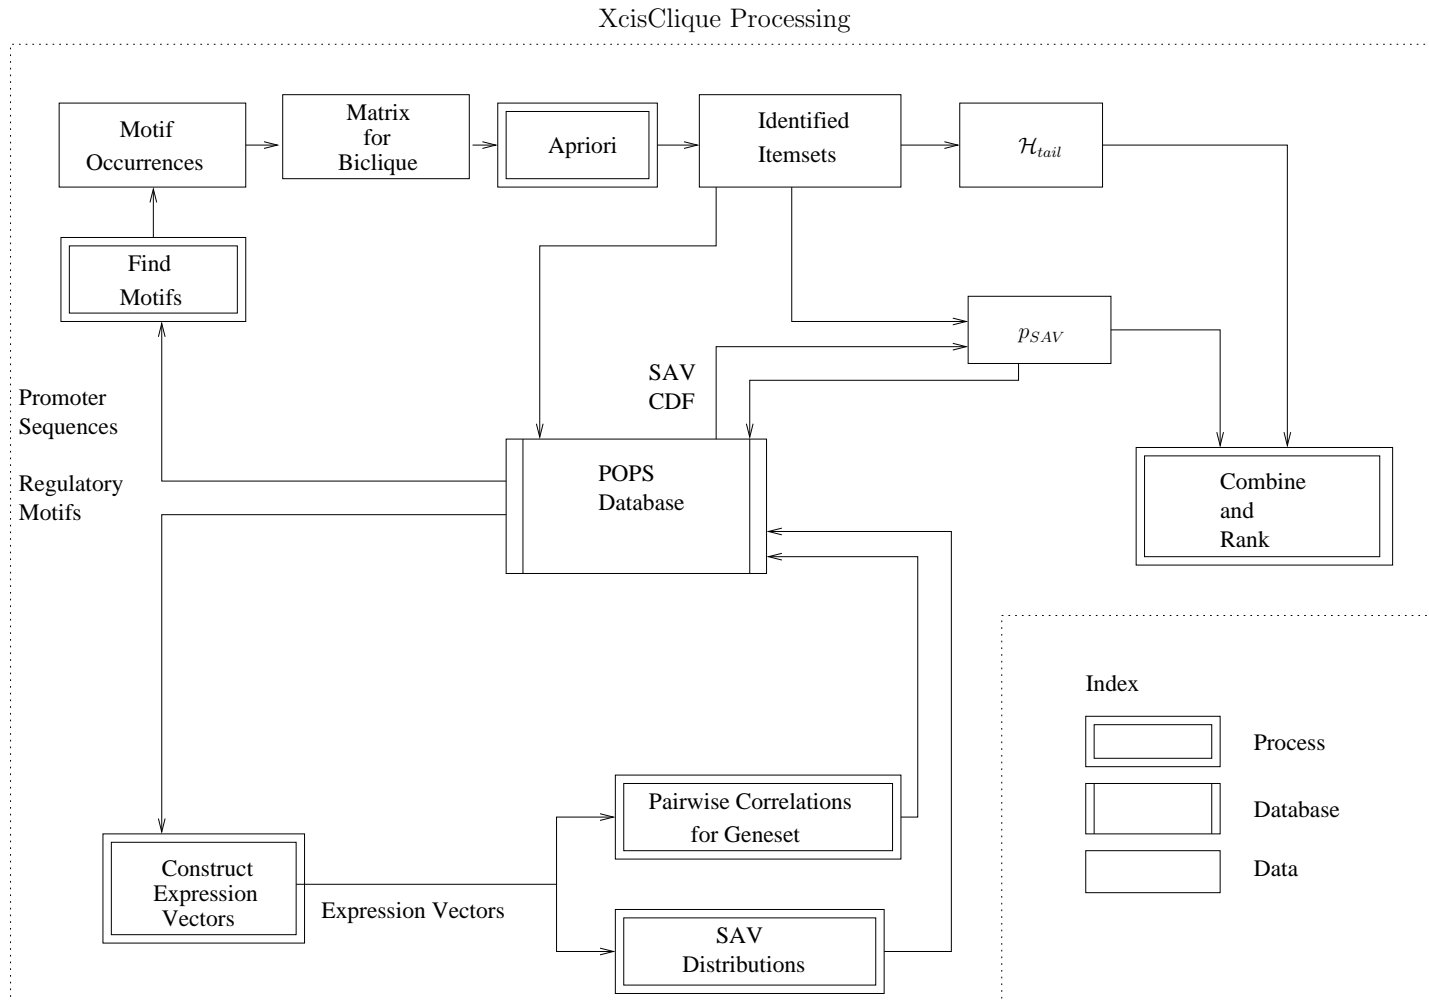 XcisClique Processing
Motif
Occurrences
Matrix
for
Biclique
Apriori
Identified
Itemsets
H_tail
Find
Motifs
p_SAV
SAV
CDF
Promoter
Sequences
Regulatory
Motifs
POPS
Database
Combine
and
Rank
Index
Process
Database
Data
Pairwise Correlations
for Geneset
Construct
Expression
Vectors
Expression Vectors
SAV
Distributions